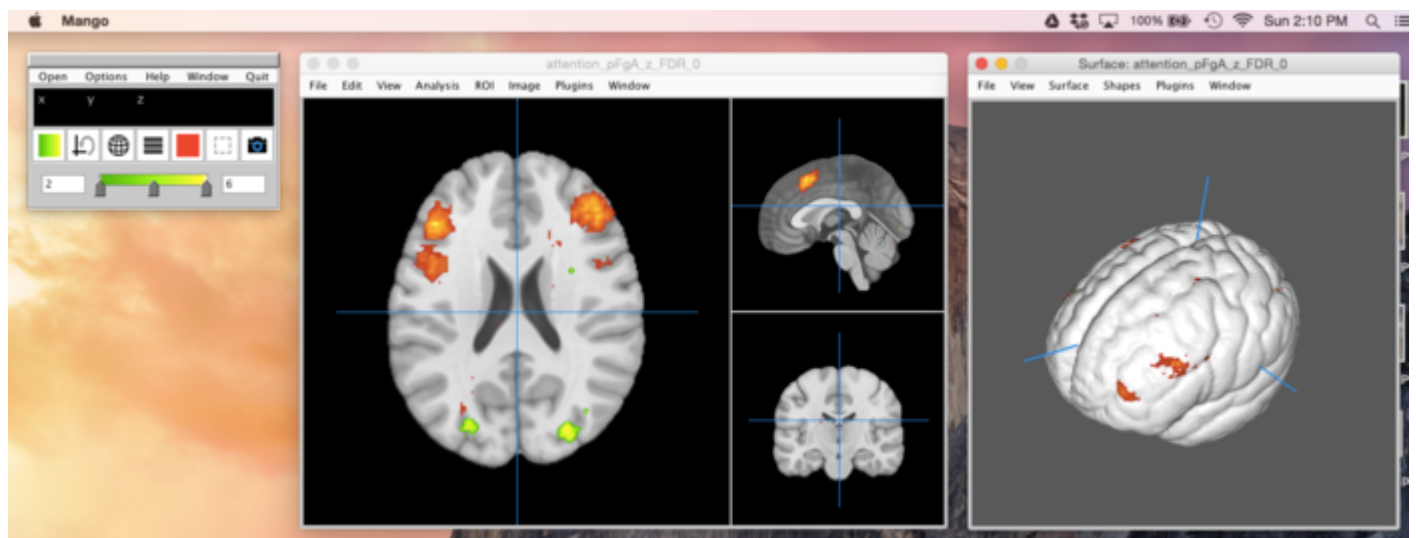 Mango
100% Sun 2:10 PM
Open Options Help Window Quit
x y z
2 6
attention_pFgA_z_FDR_0
File Edit View Analysis ROI Image Plugins Window
Surface: attention_pFgA_z_FDR_0
File View Surface Shapes Plugins Window